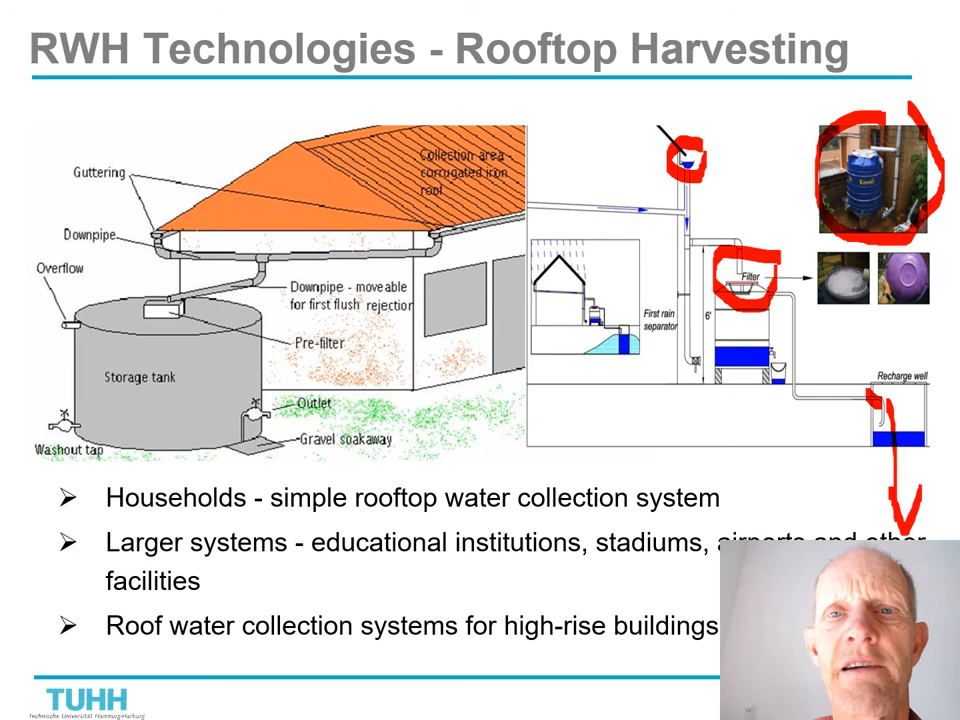 RWH Technologies - Rooftop Harvesting
Guttering
Collection area -
corrugated iron
roof
Downpipe
Overflow
Downpipe - moveable
for first flush rejection
Pre-filter
Storage tank
Outlet
Gravel soakaway
Washout tap
Filter
First rain
separator
6'
Recharge well
➢ Households - simple rooftop water collection system
➢ Larger systems - educational institutions, stadiums, airports and other
facilities
➢ Roof water collection systems for high-rise buildings
TUHH
Technische Universität Hamburg-Harburg